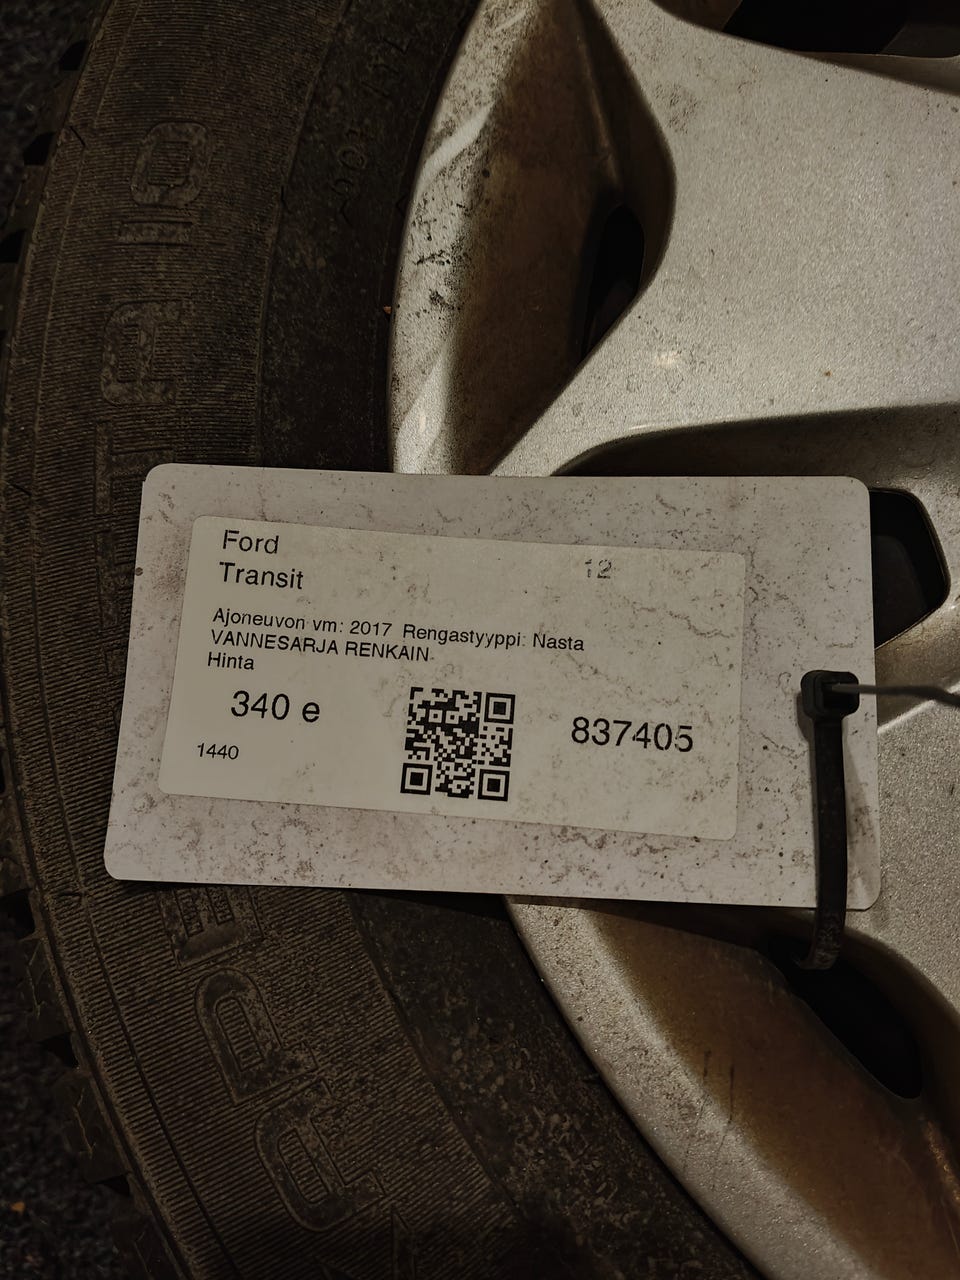 Ford
Transit
12
Ajoneuvon vm: 2017 Rengastyyppi: Nasta
VANNESARJA RENKAIN
Hinta
340 e
837405
1440